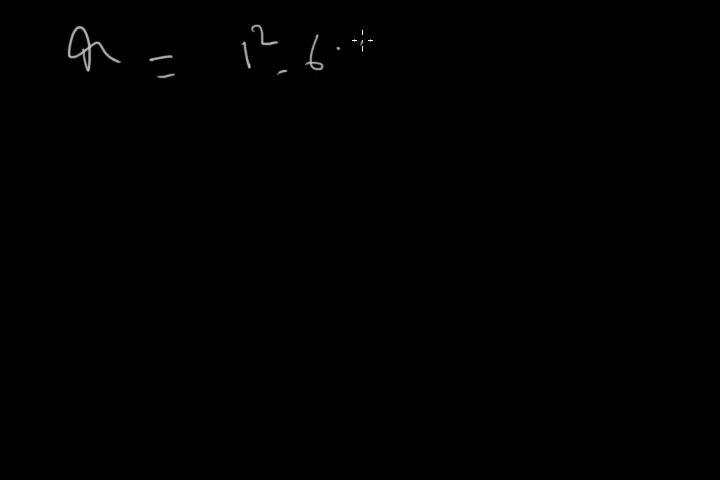 = 1² - 6 .